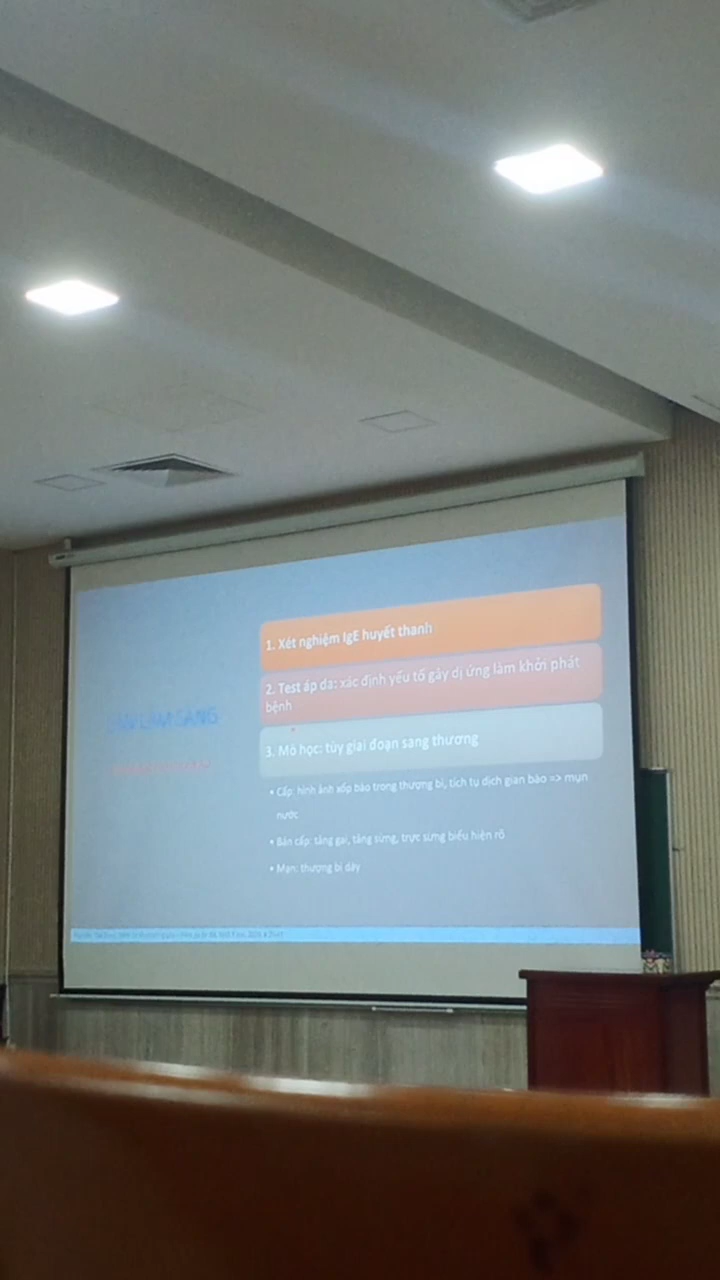 CẬN LÂM SÀNG
1. Xét nghiệm IgE huyết thanh
2. Test áp da: xác định yếu tố gây dị ứng làm khởi phát
bệnh
3. Mô học: tùy giai đoạn sang thương
• Cấp: hình ảnh xốp bào trong thượng bì, tích tụ dịch gian bào => mụn
nước
• Bán cấp: tăng gai, tăng sừng, trực sừng biểu hiện rõ
• Mạn: thượng bì dày